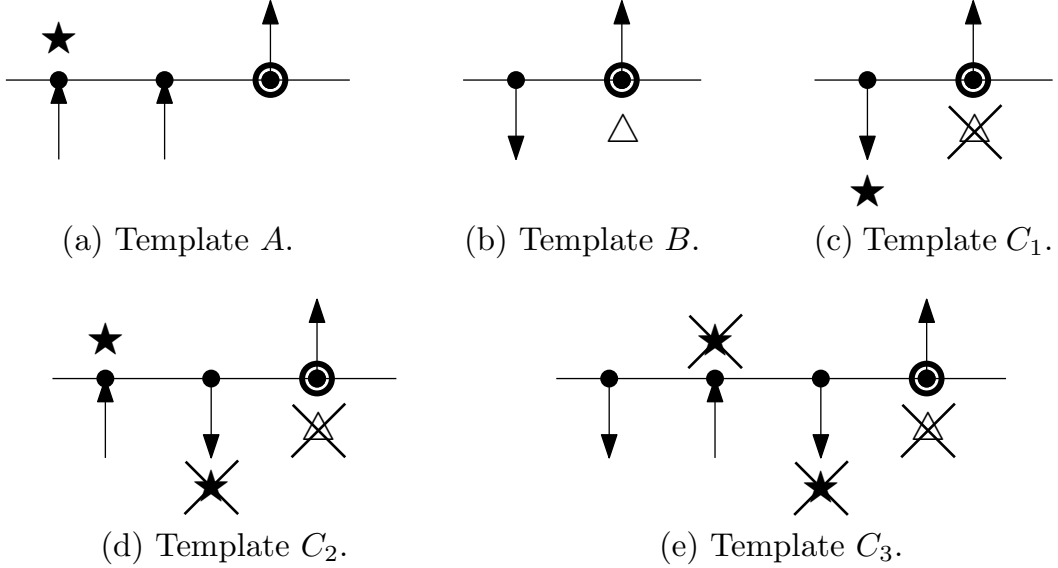 (a) Template A.
(b) Template B.
(c) Template C₁.
(d) Template C₂.
(e) Template C₃.